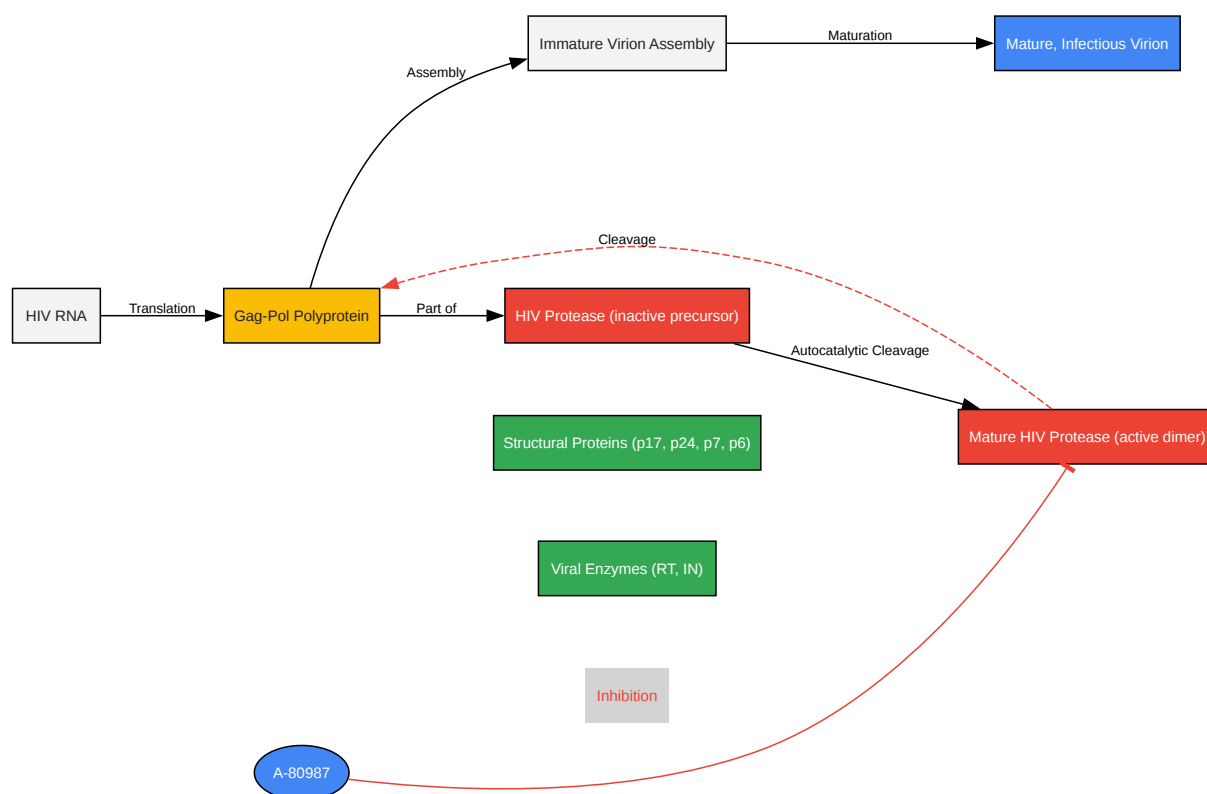 Immature Virion Assembly
Maturation
Mature, Infectious Virion
Assembly
Cleavage
HIV RNA
Translation
Gag-Pol Polyprotein
Part of
HIV Protease (inactive precursor)
Autocatalytic Cleavage
Structural Proteins (p17, p24, p7, p6)
Mature HIV Protease (active dimer)
Viral Enzymes (RT, IN)
Inhibition
A-80987